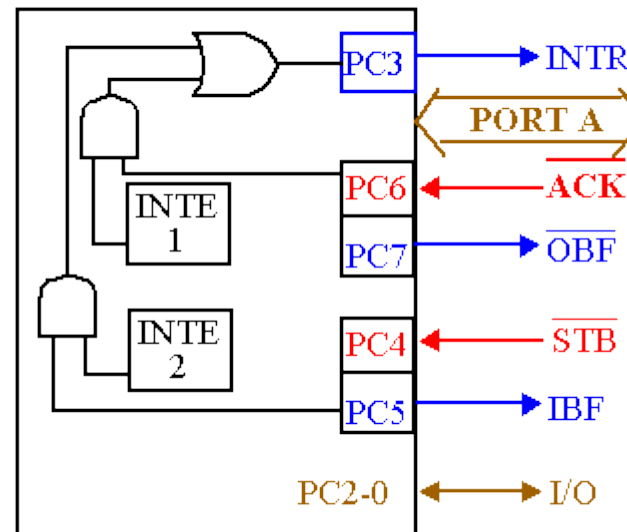 PC3 INTR
PORT A
PC6 ACK
INTE
1
PC7 OBF
INTE
2
PC4 STB
PC5 IBF
PC2-0 I/O